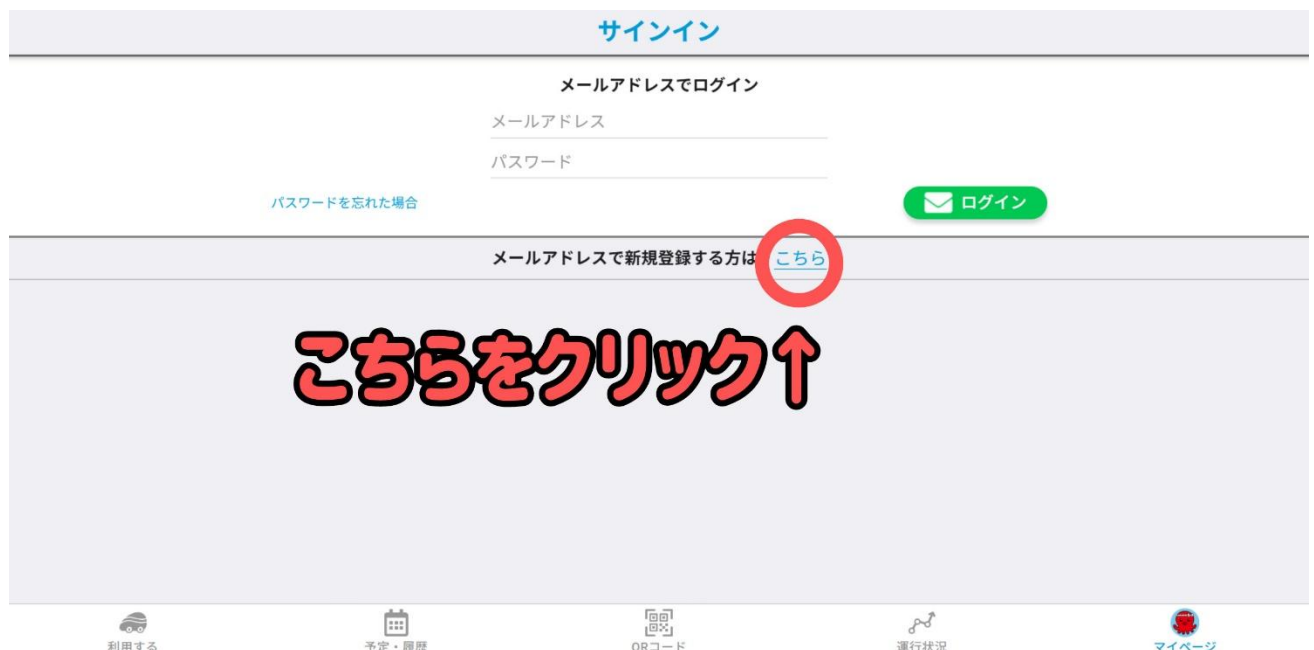 サインイン
メールアドレスでログイン
メールアドレス
パスワード
パスワードを忘れた場合
ログイン
メールアドレスで新規登録する方は こちら
こちらをクリック↑
利用する
予定・履歴
QRコード
運行状況
マイページ